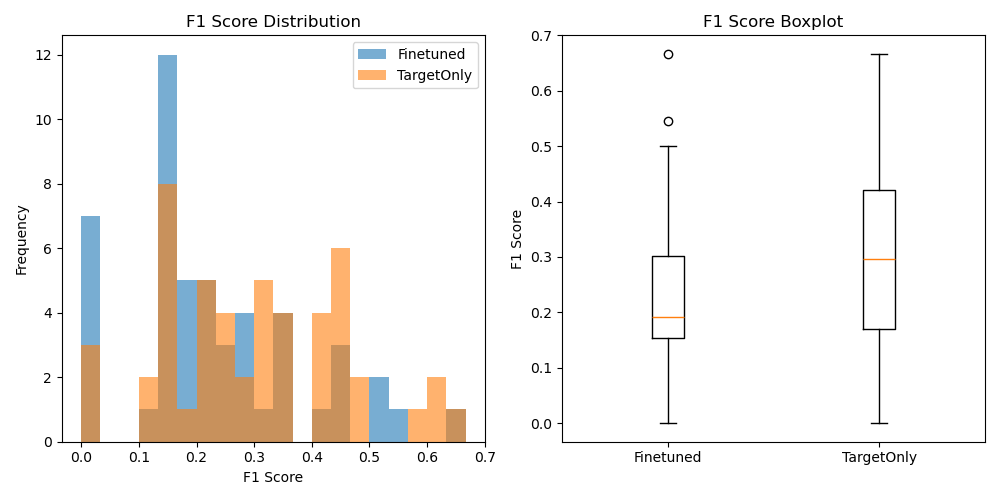 F1 Score Distribution
Finetuned
TargetOnly
12
10
8
6
4
2
0
Frequency
0.0 0.1 0.2 0.3 0.4 0.5 0.6 0.7
F1 Score
F1 Score Boxplot
0.7
0.6
0.5
0.4
0.3
0.2
0.1
0.0
F1 Score
Finetuned TargetOnly